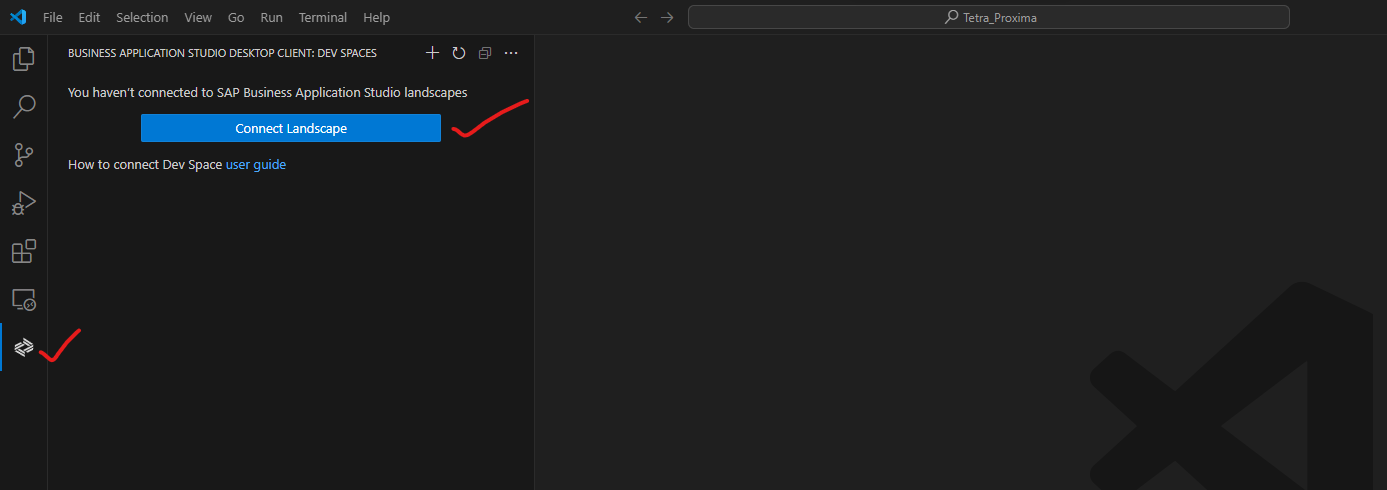 File Edit Selection View Go Run Terminal Help
Tetra_Proxima
BUSINESS APPLICATION STUDIO DESKTOP CLIENT: DEV SPACES
You haven't connected to SAP Business Application Studio landscapes
Connect Landscape
How to connect Dev Space user guide